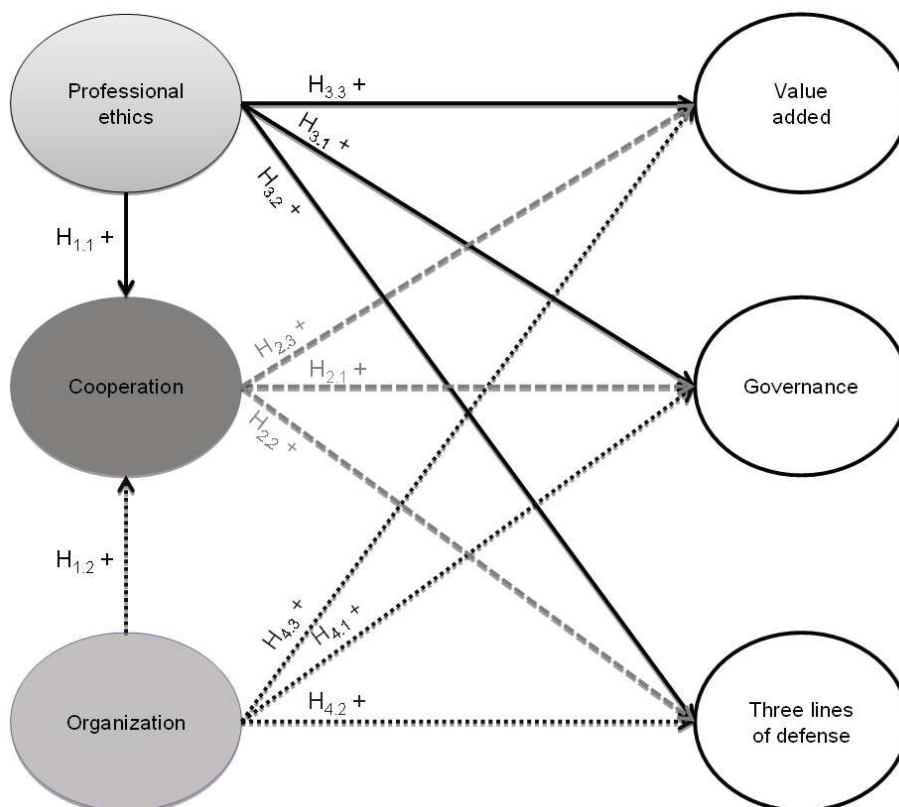 Professional
ethics
H3.3 +
Value
added
H3.1 +
H3.2 +
H1.1 +
Cooperation
H2.3 +
H2.1 +
H2.2 +
Governance
H1.2 +
Organization
H4.3 +
H4.1 +
H4.2 +
Three lines
of defense